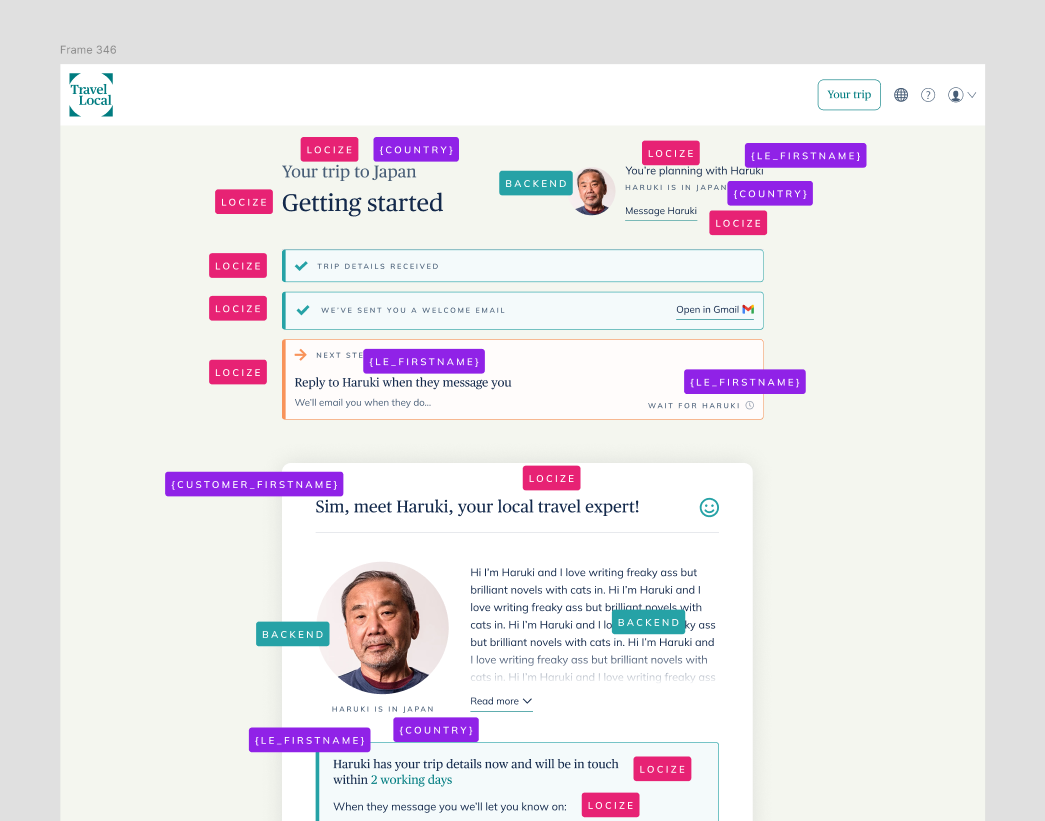 Frame 346
Travel
Local
Your trip
?
LOCIZE
{COUNTRY}
Your trip to Japan
LOCIZE
Getting started
BACKEND
LOCIZE
{LE_FIRSTNAME}
You're planning with Haruki
HARUKI IS IN JAPAN
{COUNTRY}
Message Haruki
LOCIZE
LOCIZE
TRIP DETAILS RECEIVED
LOCIZE
WE'VE SENT YOU A WELCOME EMAIL
Open in Gmail
LOCIZE
NEXT STE
{LE_FIRSTNAME}
Reply to Haruki when they message you
{LE_FIRSTNAME}
We'll email you when they do...
WAIT FOR HARUKI
{CUSTOMER_FIRSTNAME}
LOCIZE
Sim, meet Haruki, your local travel expert!
BACKEND
HARUKI IS IN JAPAN
Hi I'm Haruki and I love writing freaky ass but
brilliant novels with cats in. Hi I'm Haruki and I
love writing freaky ass but brilliant novels with
cats in. Hi I'm Haruki and I lo BACKEND ky ass
but brilliant novels with cats in. Hi I'm Haruki and
I love writing freaky ass but brilliant novels with
cats in. Hi I'm Haruki and I love writing freaky ass
Read more
{LE_FIRSTNAME}
{COUNTRY}
Haruki has your trip details now and will be in touch
within 2 working days
LOCIZE
When they message you we'll let you know on:
LOCIZE